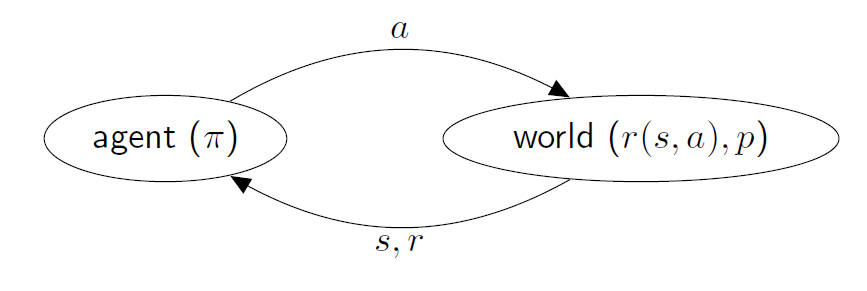 a
agent (π)
world (r(s, a), p)
s, r